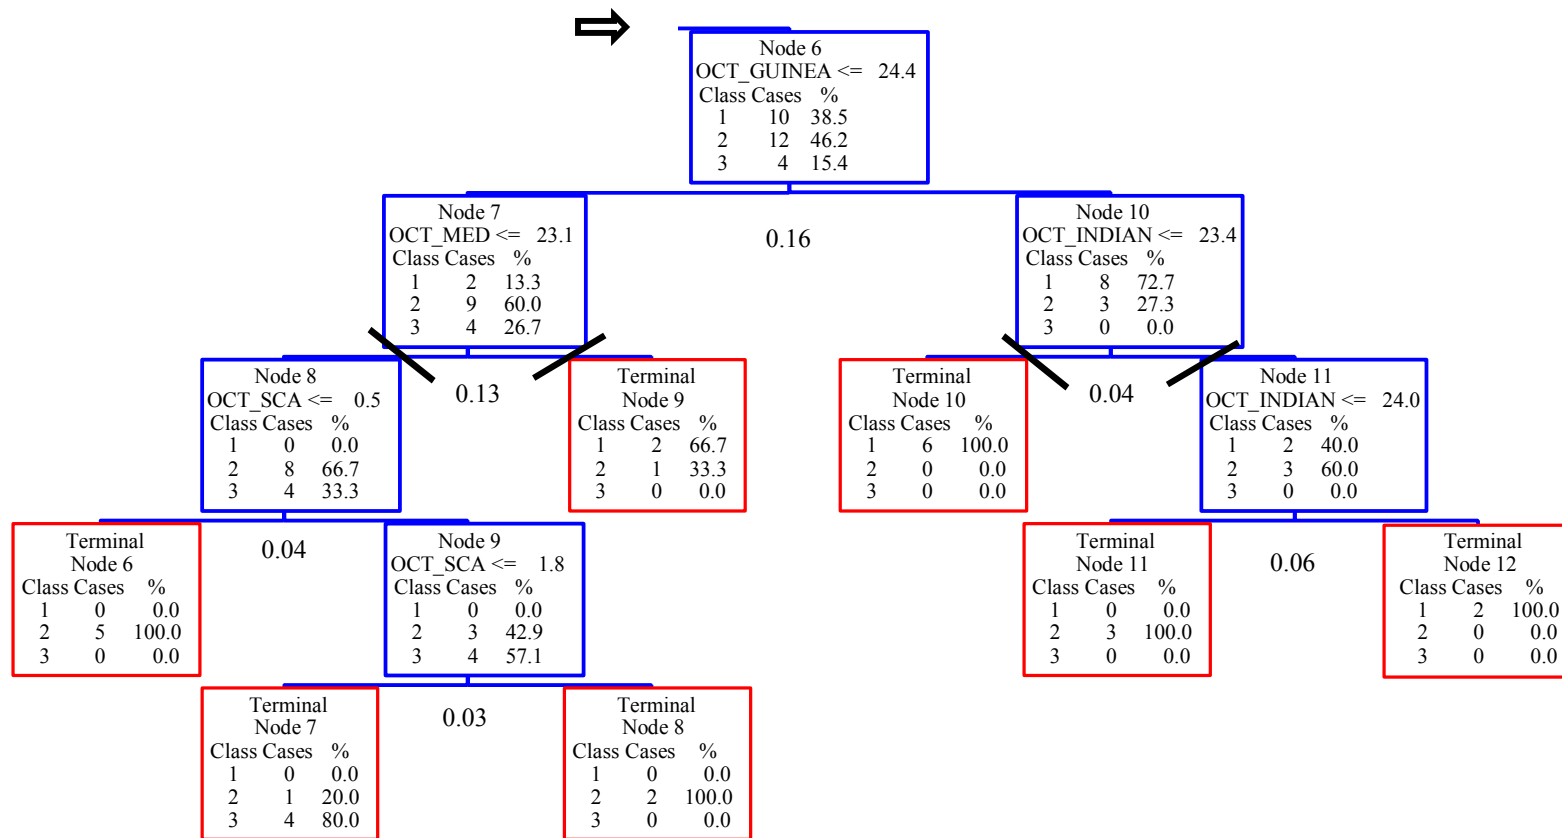 Node 6
OCT_GUINEA <= 24.4
Class Cases %
1 10 38.5
2 12 46.2
3 4 15.4
0.16
Node 7
OCT_MED <= 23.1
Class Cases %
1 2 13.3
2 9 60.0
3 4 26.7
Node 10
OCT_INDIAN <= 23.4
Class Cases %
1 8 72.7
2 3 27.3
3 0 0.0
0.13
0.04
Node 8
OCT_SCA <= 0.5
Class Cases %
1 0 0.0
2 8 66.7
3 4 33.3
Terminal
Node 9
Class Cases %
1 2 66.7
2 1 33.3
3 0 0.0
Terminal
Node 10
Class Cases %
1 6 100.0
2 0 0.0
3 0 0.0
Node 11
OCT_INDIAN <= 24.0
Class Cases %
1 2 40.0
2 3 60.0
3 0 0.0
0.04
0.06
Terminal
Node 6
Class Cases %
1 0 0.0
2 5 100.0
3 0 0.0
Node 9
OCT_SCA <= 1.8
Class Cases %
1 0 0.0
2 3 42.9
3 4 57.1
Terminal
Node 11
Class Cases %
1 0 0.0
2 3 100.0
3 0 0.0
Terminal
Node 12
Class Cases %
1 2 100.0
2 0 0.0
3 0 0.0
0.03
Terminal
Node 7
Class Cases %
1 0 0.0
2 1 20.0
3 4 80.0
Terminal
Node 8
Class Cases %
1 0 0.0
2 2 100.0
3 0 0.0